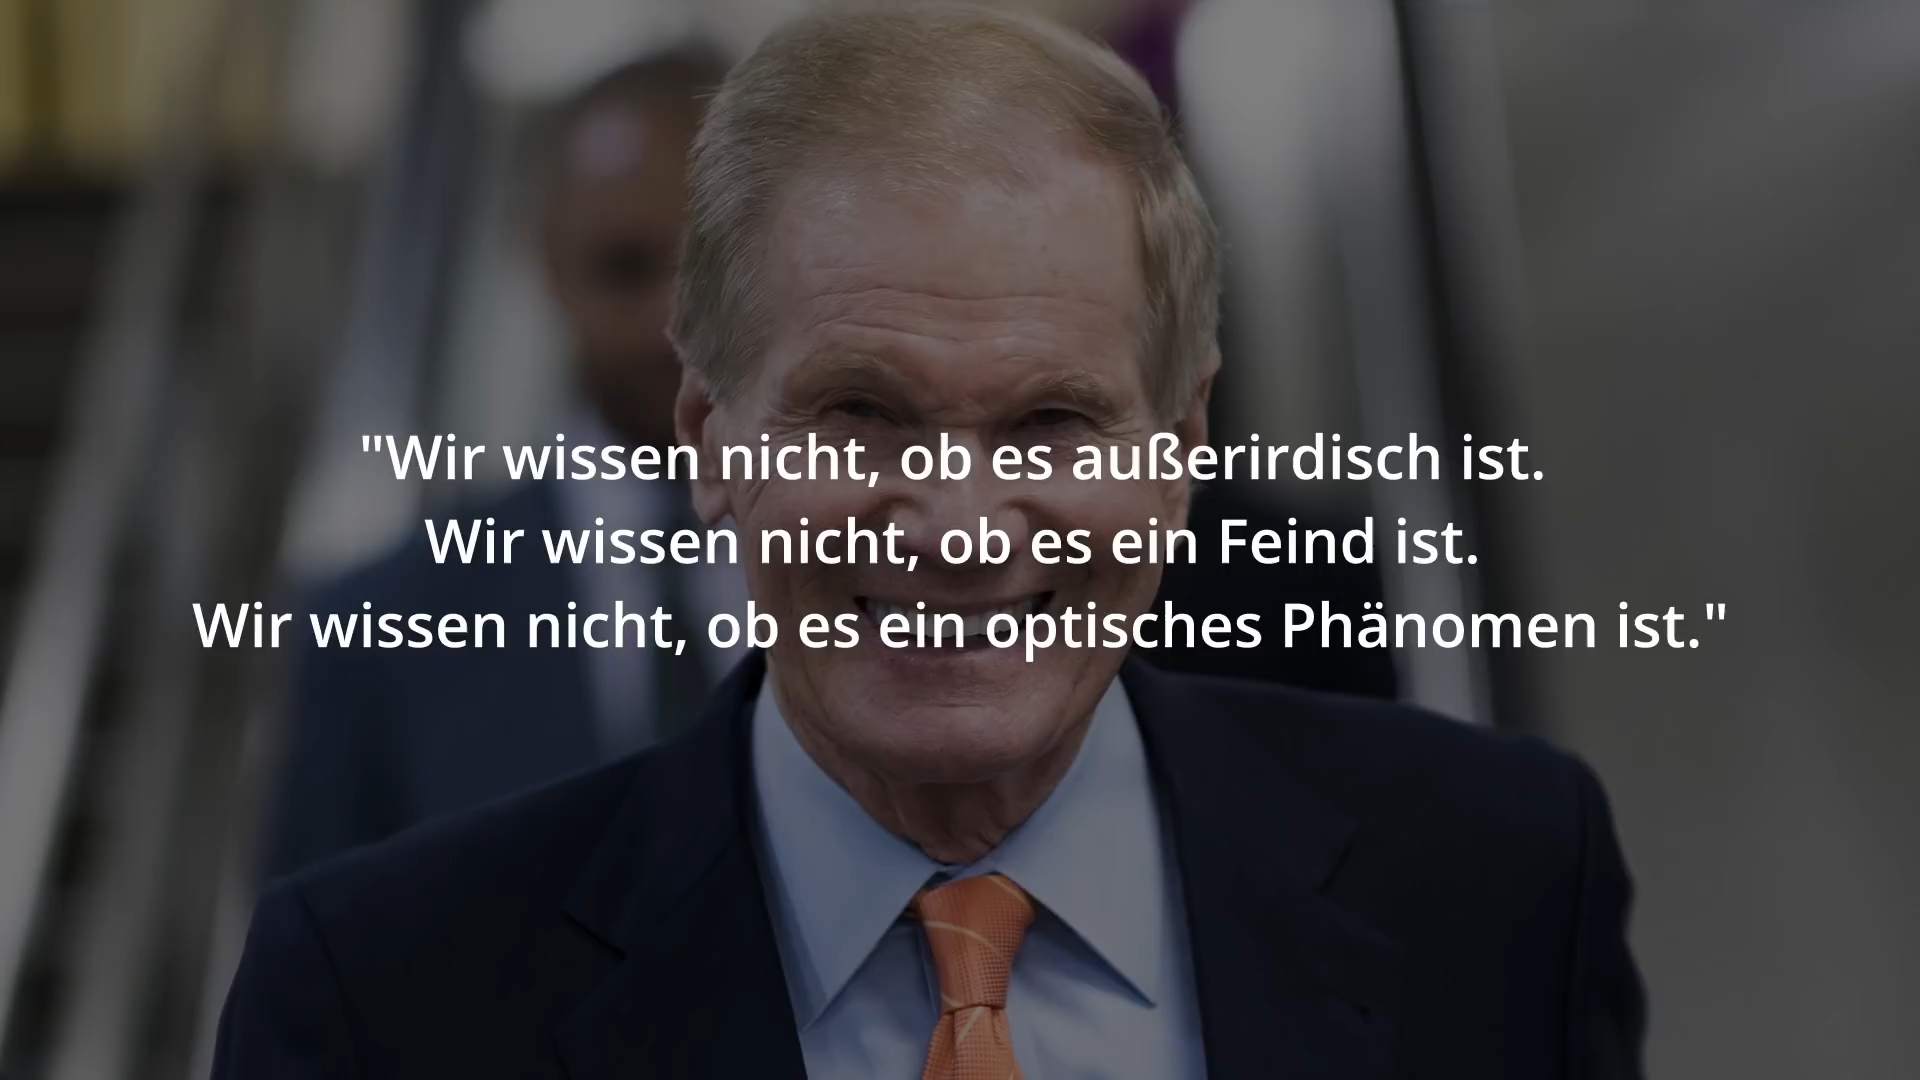 "Wir wissen nicht, ob es außerirdisch ist.
Wir wissen nicht, ob es ein Feind ist.
Wir wissen nicht, ob es ein optisches Phänomen ist."